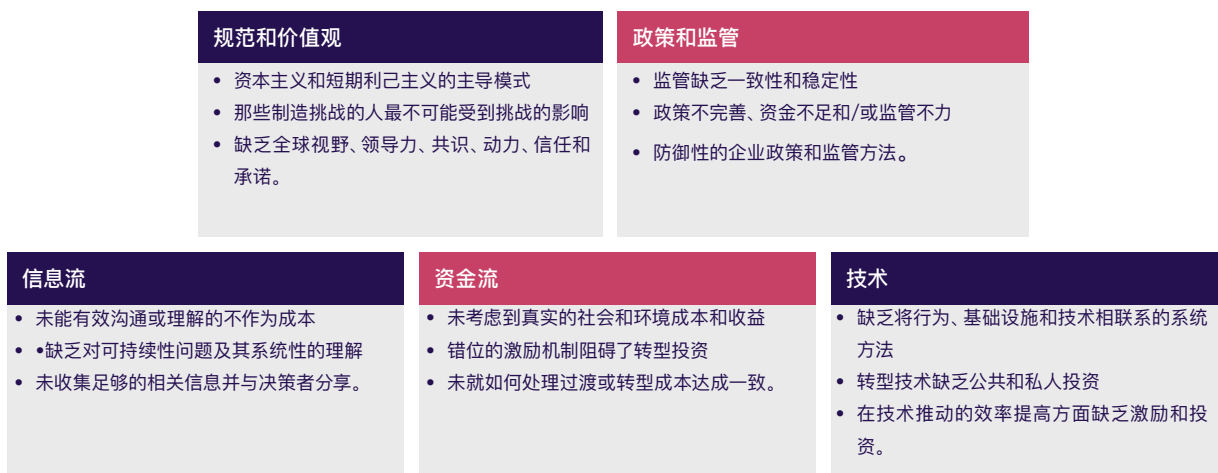 规范和价值观
• 资本主义和短期利己主义的主导模式
• 那些制造挑战的人最不可能受到挑战的影响
• 缺乏全球视野、领导力、共识、动力、信任和
承诺。
政策和监管
• 监管缺乏一致性和稳定性
• 政策不完善、资金不足和/或监管不力
• 防御性的企业政策和监管方法。
信息流
• 未能有效沟通或理解的不作为成本
• •缺乏对可持续性问题及其系统性的理解
• 未收集足够的相关信息并与决策者分享。
资金流
• 未考虑到真实的社会和环境成本和收益
• 错位的激励机制阻碍了转型投资
• 未就如何处理过渡或转型成本达成一致。
技术
• 缺乏将行为、基础设施和技术相联系的系统
方法
• 转型技术缺乏公共和私人投资
• 在技术推动的效率提高方面缺乏激励和投
资。